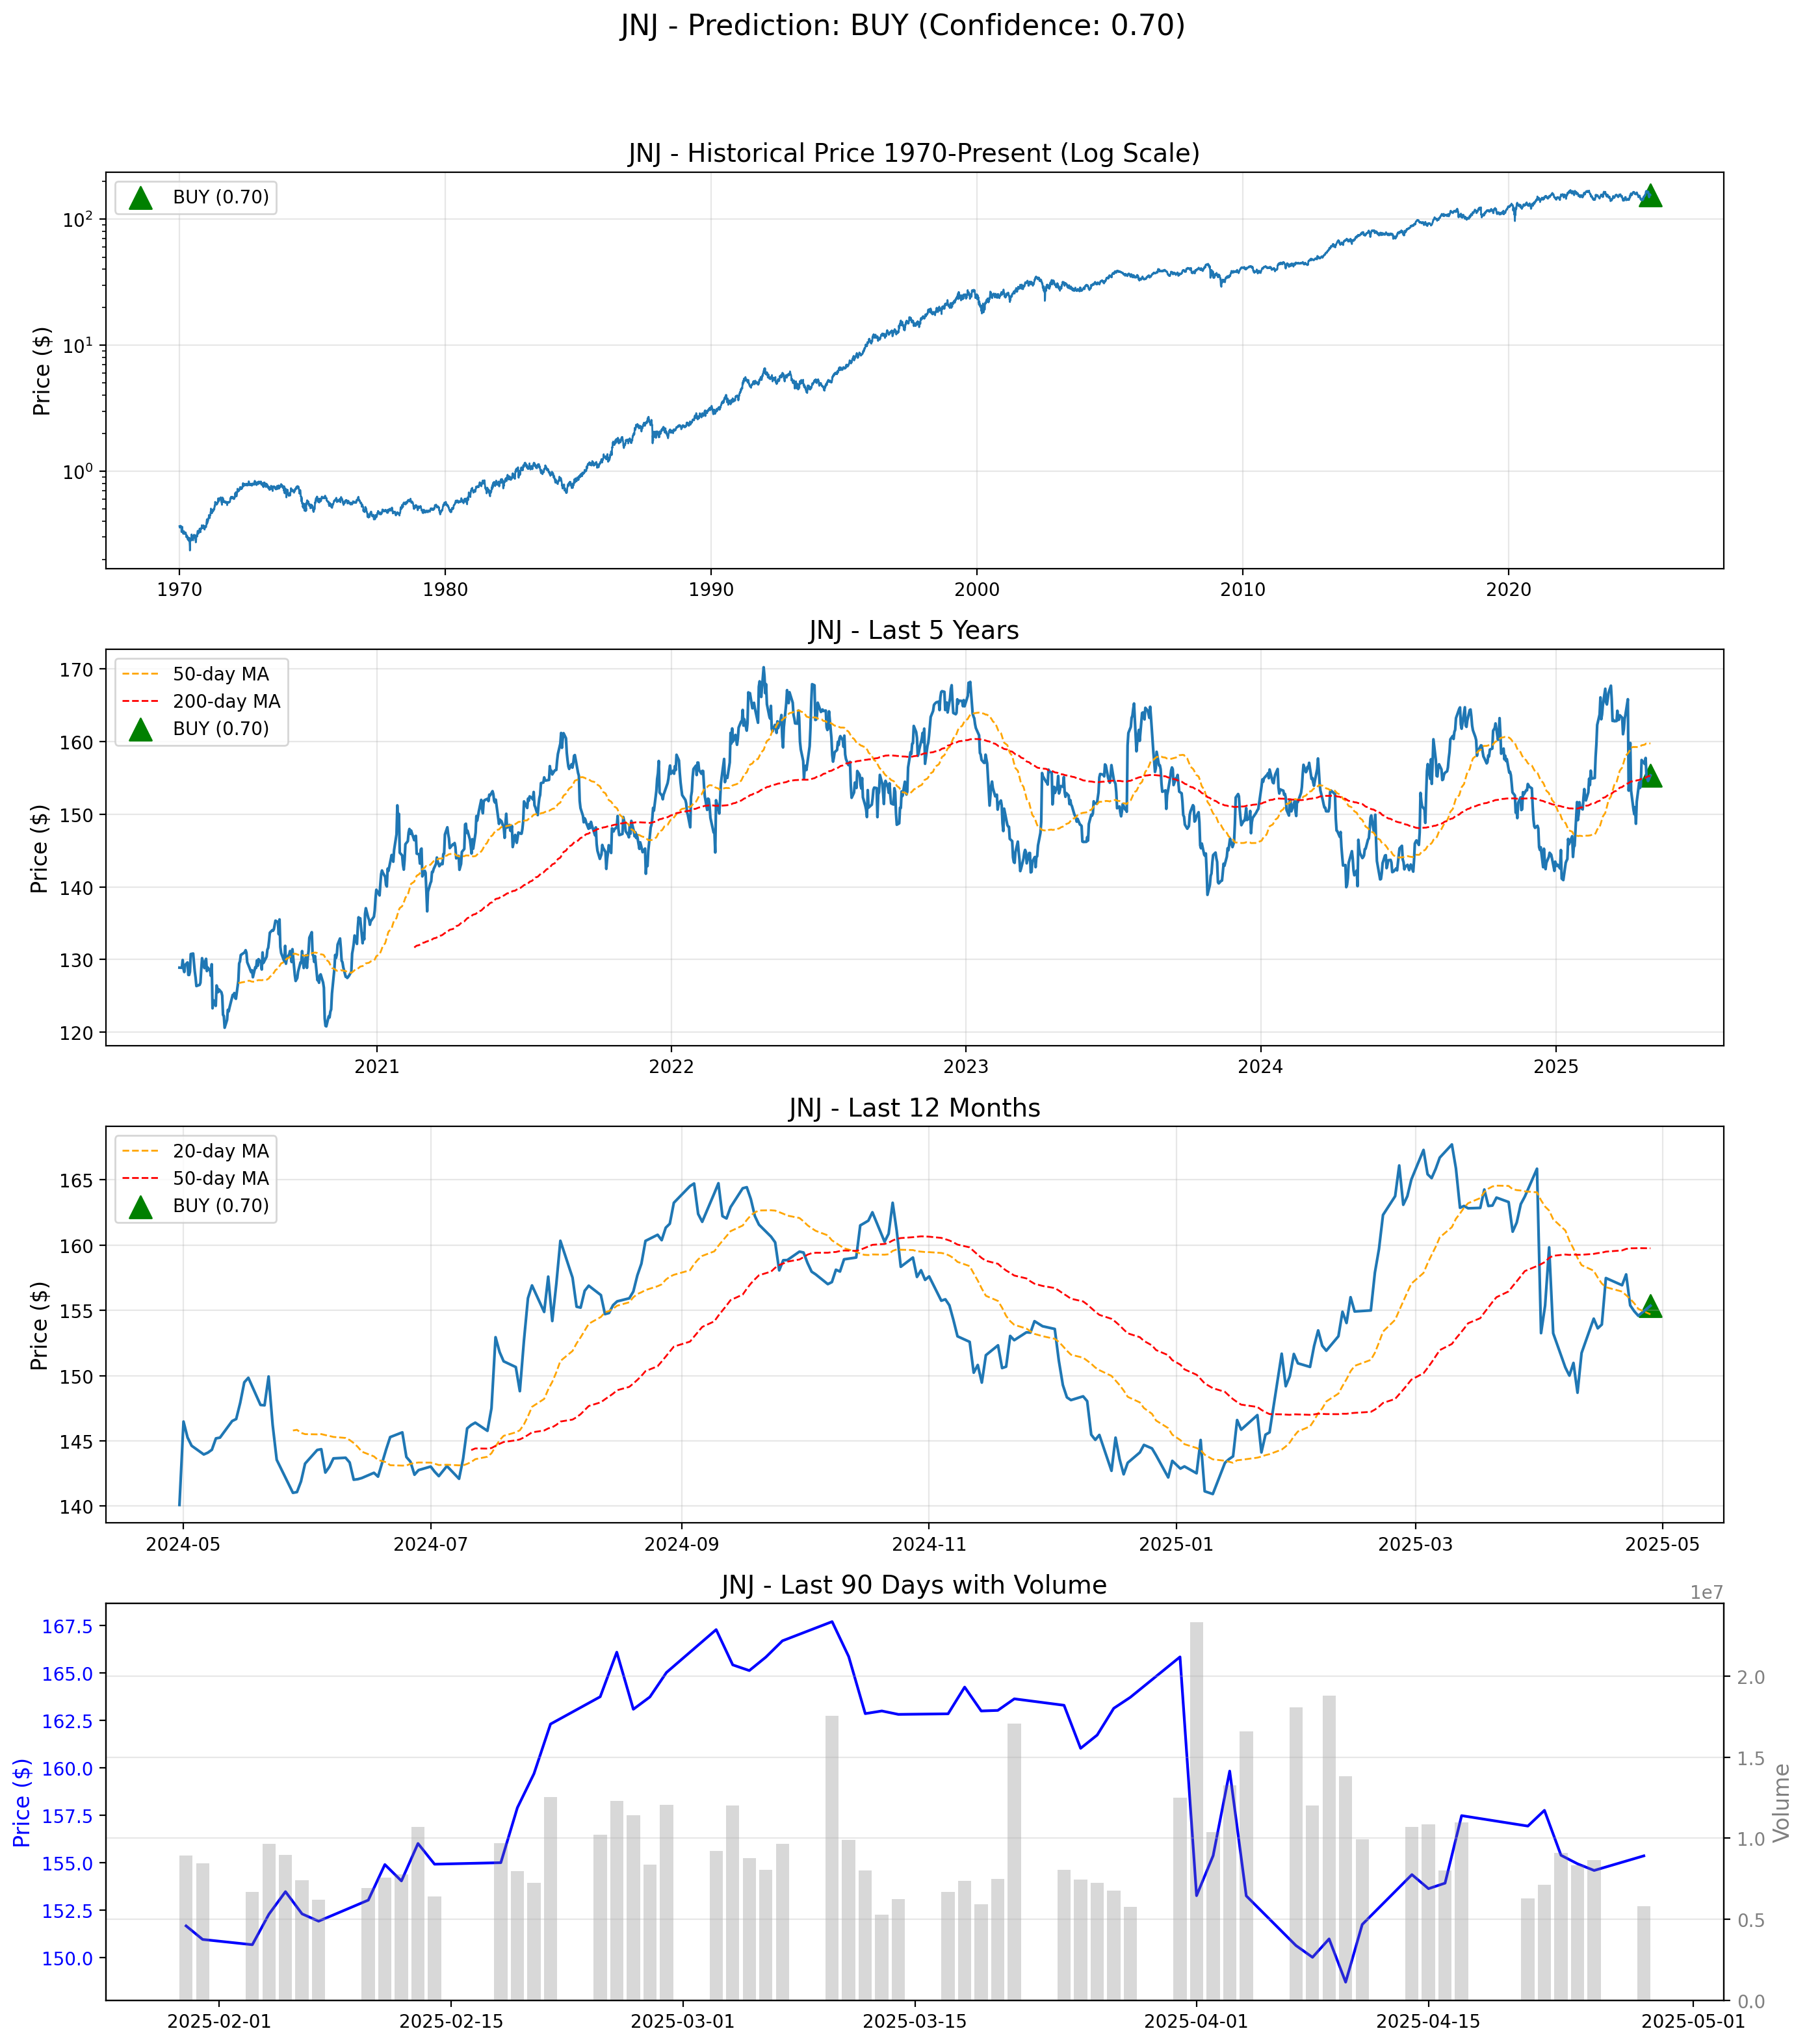 JNJ - Prediction: BUY (Confidence: 0.70)
JNJ - Historical Price 1970-Present (Log Scale)
BUY (0.70)
Price ($)
10²
10¹
10⁰
1970 1980 1990 2000 2010 2020
JNJ - Last 5 Years
50-day MA
200-day MA
BUY (0.70)
Price ($)
170
160
150
140
130
120
2021 2022 2023 2024 2025
JNJ - Last 12 Months
20-day MA
50-day MA
BUY (0.70)
Price ($)
165
160
155
150
145
140
2024-05 2024-07 2024-09 2024-11 2025-01 2025-03 2025-05
JNJ - Last 90 Days with Volume
1e7
Price ($)
167.5
165.0
162.5
160.0
157.5
155.0
152.5
150.0
2.0
1.5
1.0
0.5
0.0
Volume
2025-02-01 2025-02-15 2025-03-01 2025-03-15 2025-04-01 2025-04-15 2025-05-01